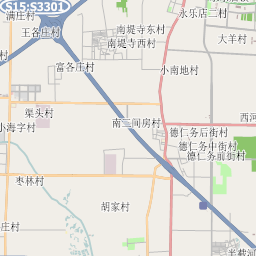 S15;S3301
满庄村
王各庄村
南堤寺东村
南堤寺西村
永乐店二村
大羊村
富各庄村
小南地村
渠头村
小海字村
南三间房村
西河
德仁务后街村
德仁务中街村
德仁务前街村
枣林村
胡家村
庄村
半截河